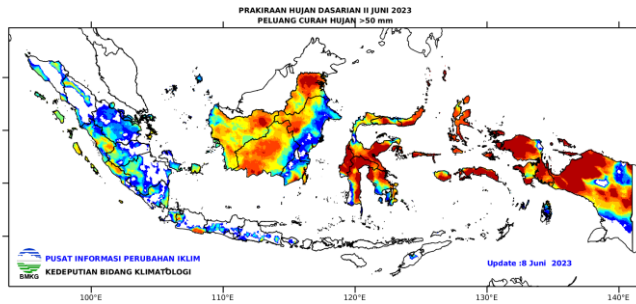 PRAKIRAAN HUJAN DASARIAN II JUNI 2023
PELUANG CURAH HUJAN >50 mm
PUSAT INFORMASI PERUBAHAN IKLIM
KEDEPUTIAN BIDANG KLIMATOLOGI
BMKG
Update :8 Juni 2023
100°E 110°E 120°E 130°E 140°E